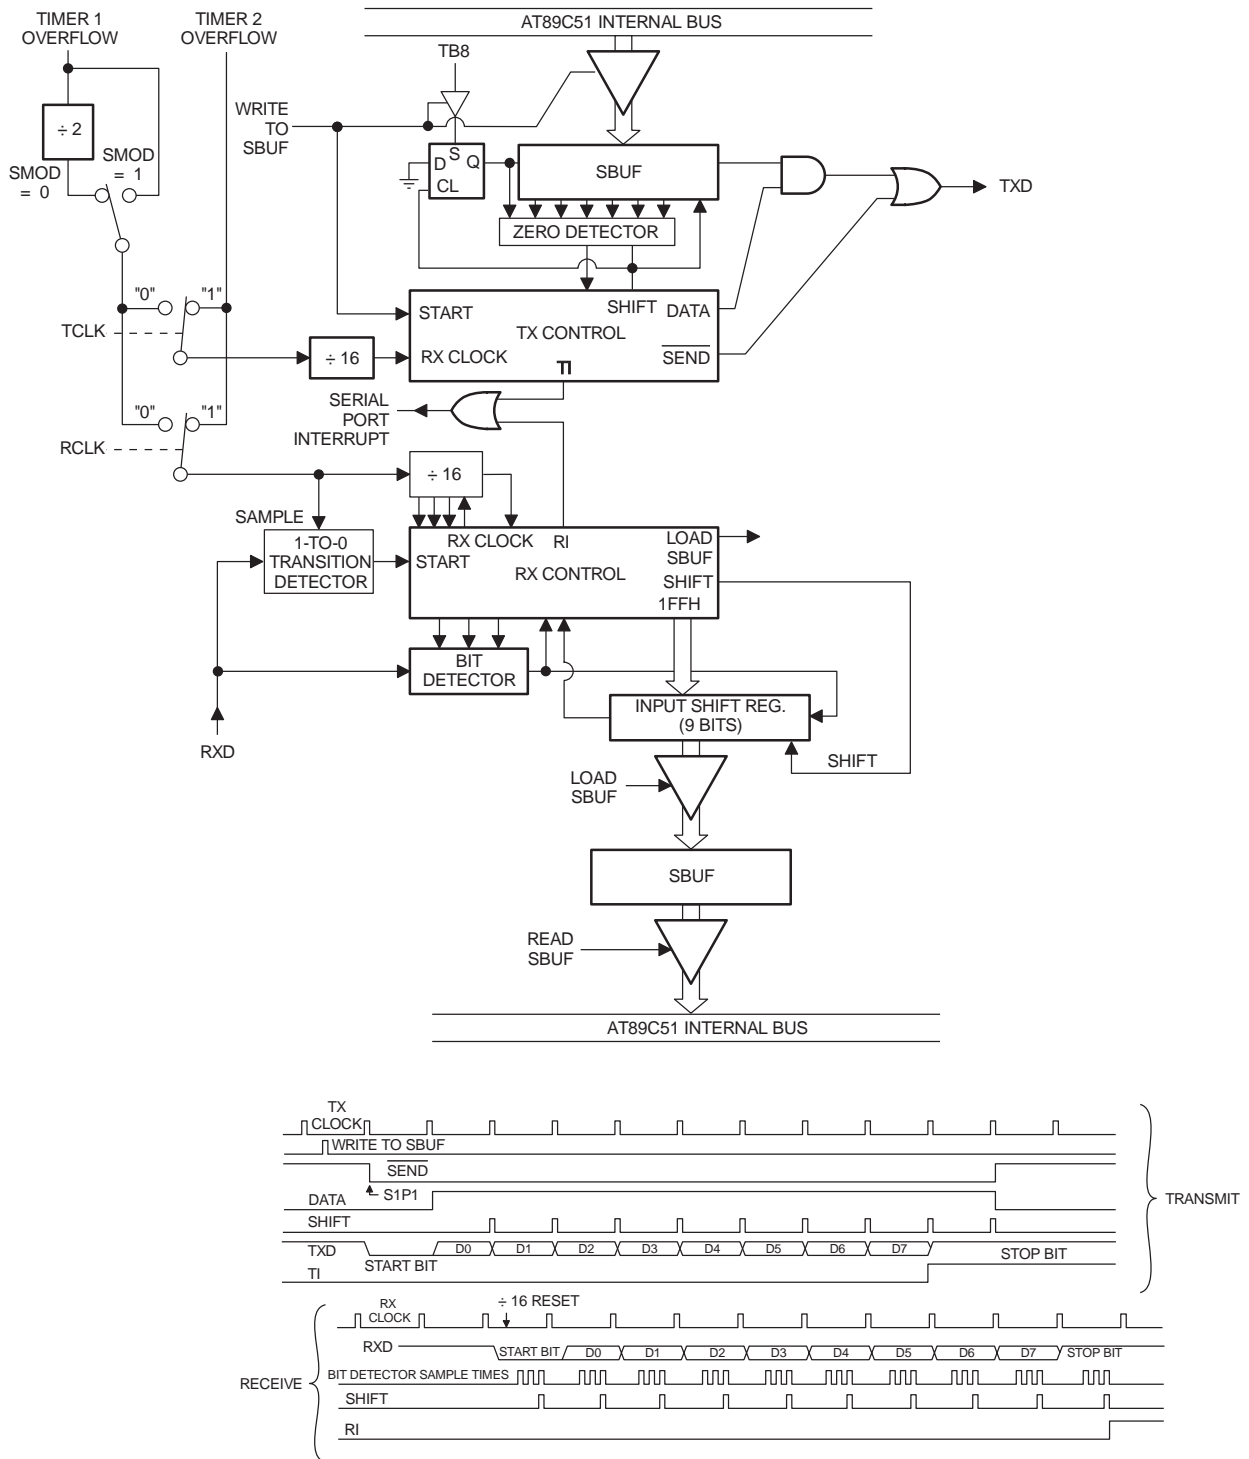 TIMER 1
OVERFLOW
TIMER 2
OVERFLOW
AT89C51 INTERNAL BUS
TB8
WRITE
TO
SBUF
÷ 2
SMOD
= 0
SMOD
= 1
D S Q
CL
SBUF
TXD
ZERO DETECTOR
"0" "1"
TCLK
START
SHIFT DATA
TX CONTROL
RX CLOCK
SEND
TI
÷ 16
SERIAL
PORT
INTERRUPT
"0" "1"
RCLK
÷ 16
SAMPLE
1-TO-0
TRANSITION
DETECTOR
RX CLOCK RI
START
RX CONTROL
LOAD
SBUF
SHIFT
1FFH
BIT
DETECTOR
INPUT SHIFT REG.
(9 BITS)
RXD
SHIFT
LOAD
SBUF
SBUF
READ
SBUF
AT89C51 INTERNAL BUS
TX
CLOCK
WRITE TO SBUF
SEND
S1P1
DATA
SHIFT
TXD
START BIT
D0 D1 D2 D3 D4 D5 D6 D7
STOP BIT
TI
TRANSMIT
RX
CLOCK
÷ 16 RESET
RXD
START BIT D0 D1 D2 D3 D4 D5 D6 D7 STOP BIT
BIT DETECTOR SAMPLE TIMES
RECEIVE
SHIFT
RI